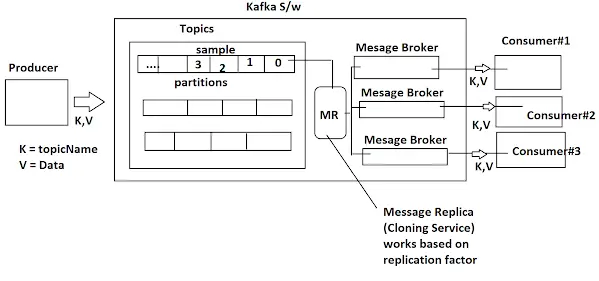 Kafka S/w
Topics
sample
.... 3 2 1 0
partitions
Producer
K,V
K = topicName
V = Data
MR
Mesage Broker
Mesage Broker
Mesage Broker
K,V
K,V
K,V
Consumer#1
Consumer#2
Consumer#3
Message Replica
(Cloning Service)
works based on
replication factor